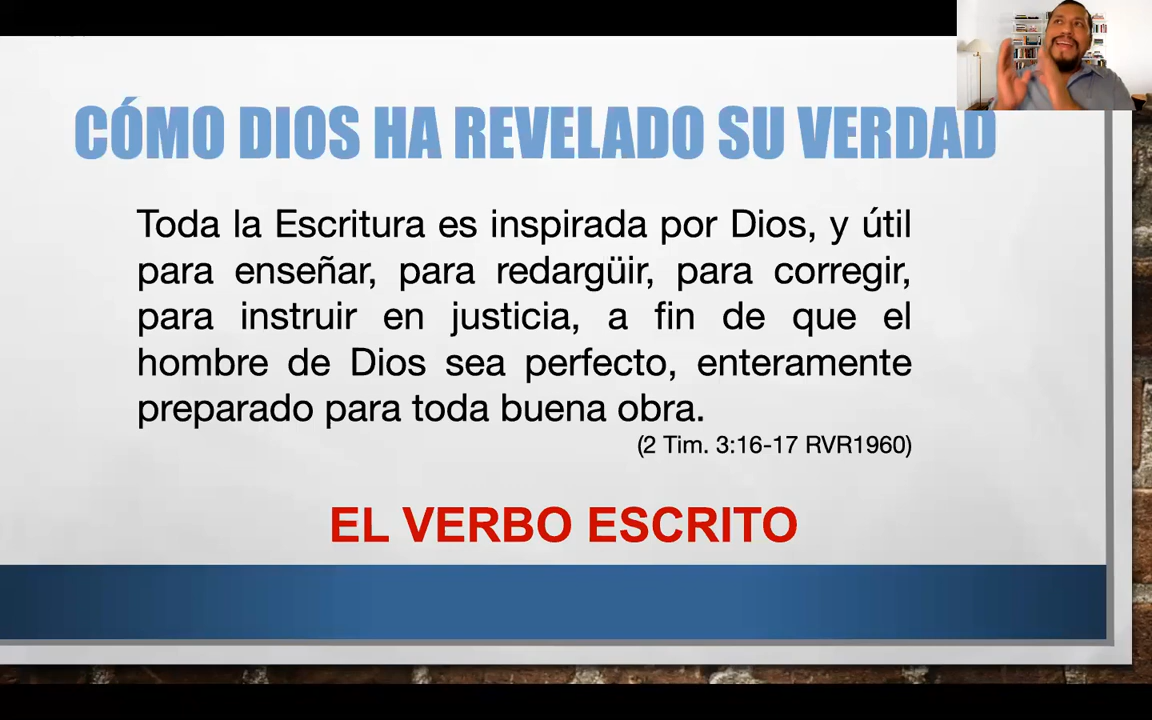 CÓMO DIOS HA REVELADO SU VERDAD
Toda la Escritura es inspirada por Dios, y útil
para enseñar, para redargüir, para corregir,
para instruir en justicia, a fin de que el
hombre de Dios sea perfecto, enteramente
preparado para toda buena obra.
(2 Tim. 3:16-17 RVR1960)
EL VERBO ESCRITO